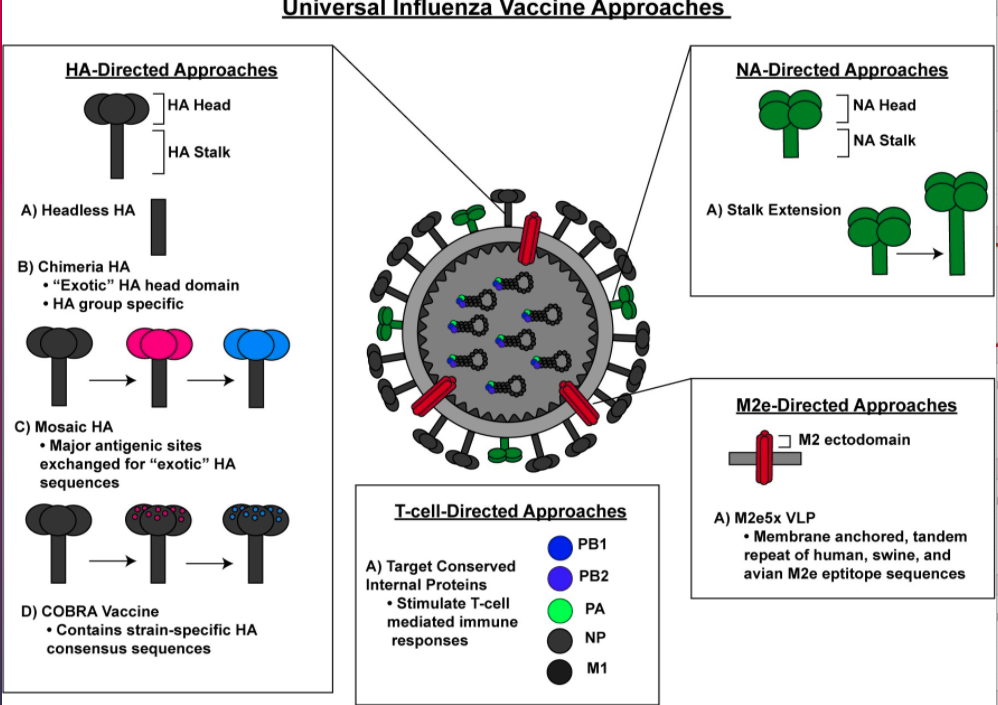 Universal Influenza Vaccine Approaches
HA-Directed Approaches
HA Head
HA Stalk
A) Headless HA
B) Chimeria HA
• “Exotic” HA head domain
• HA group specific
C) Mosaic HA
• Major antigenic sites
exchanged for “exotic” HA
sequences
D) COBRA Vaccine
• Contains strain-specific HA
consensus sequences
T-cell-Directed Approaches
A) Target Conserved
Internal Proteins
• Stimulate T-cell
mediated immune
responses
PB1
PB2
PA
NP
M1
NA-Directed Approaches
NA Head
NA Stalk
A) Stalk Extension
M2e-Directed Approaches
M2 ectodomain
A) M2e5x VLP
• Membrane anchored, tandem
repeat of human, swine, and
avian M2e eptitope sequences